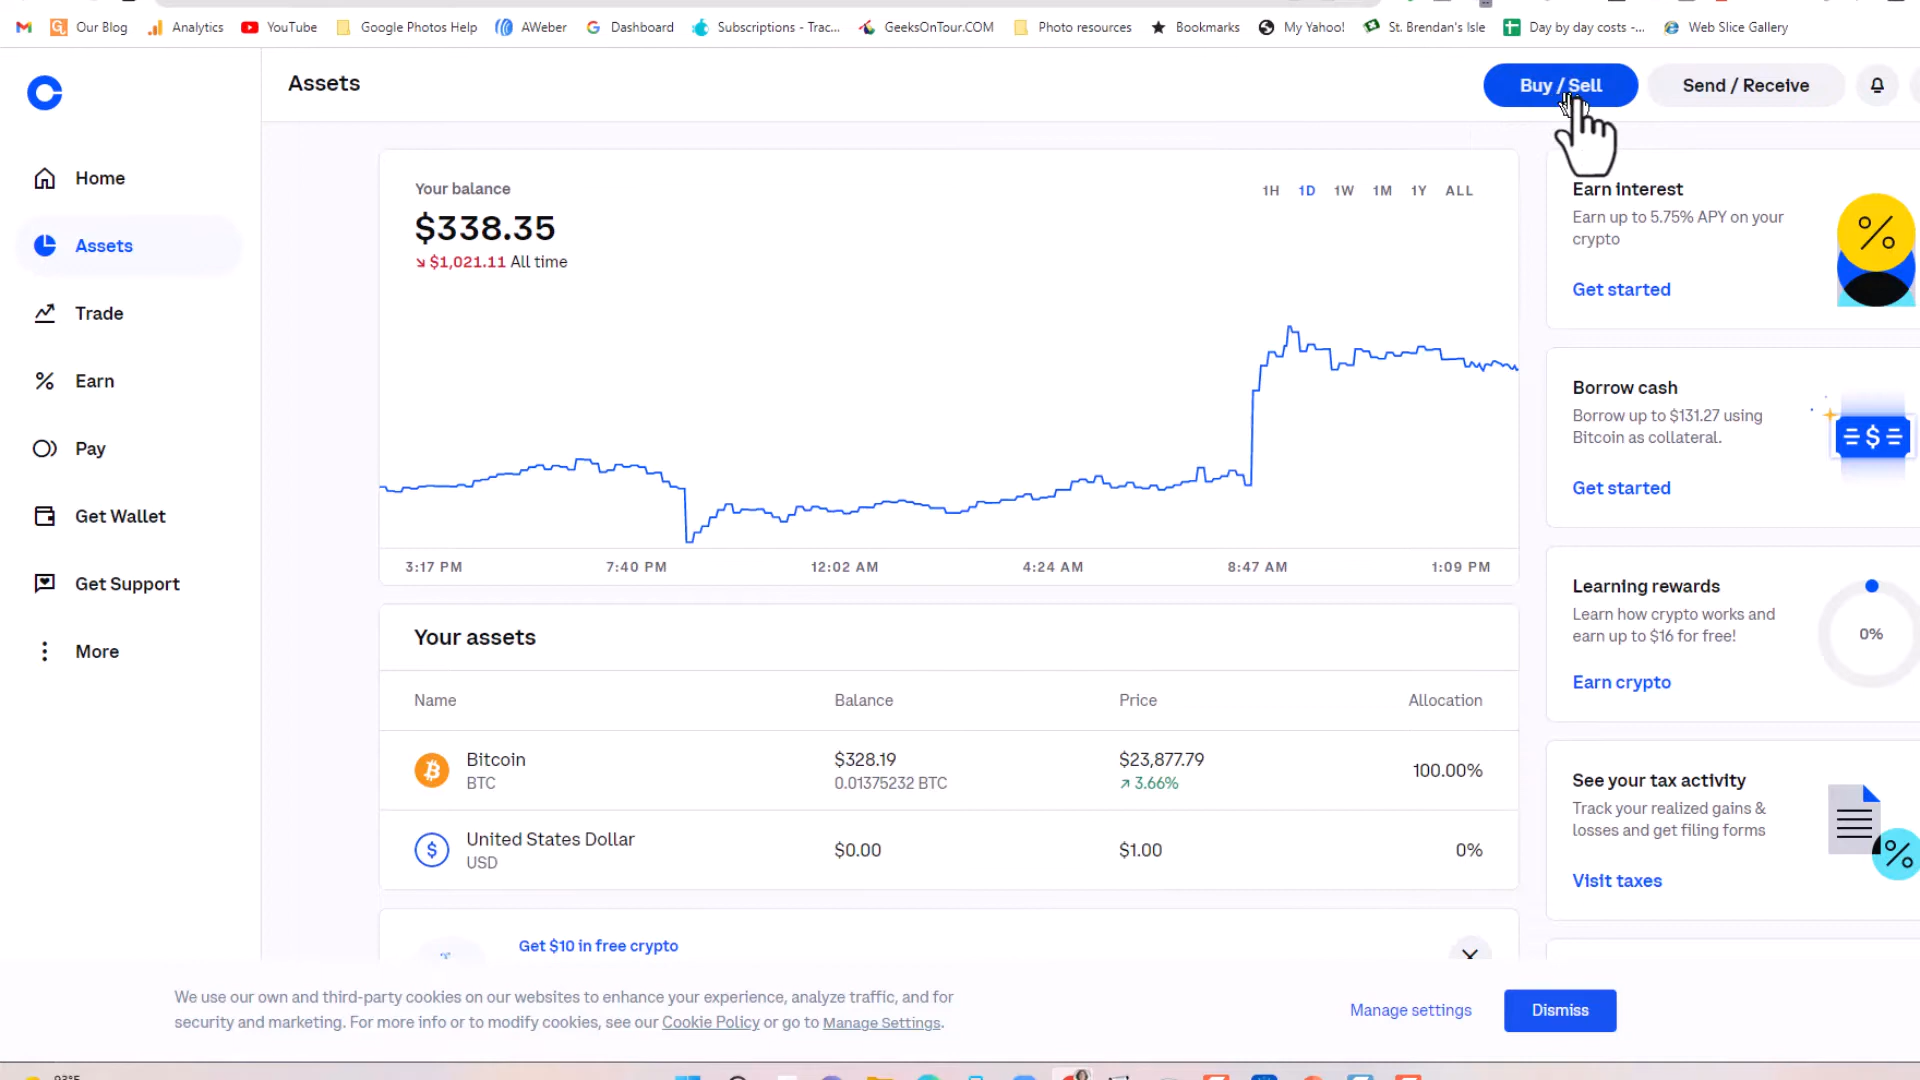 Our Blog Analytics YouTube Google Photos Help AWeber Dashboard Subscriptions - Trac... GeeksOnTour.COM Photo resources Bookmarks My Yahoo! St. Brendan's Isle Day by day costs -... Web Slice Gallery
Assets
Buy / Sell
Send / Receive
Home
Assets
Trade
Earn
Pay
Get Wallet
Get Support
More
Your balance
1H 1D 1W 1M 1Y ALL
$338.35
↘ $1,021.11 All time
3:17 PM 7:40 PM 12:02 AM 4:24 AM 8:47 AM 1:09 PM
Your assets
Name Balance Price Allocation
Bitcoin $328.19 $23,877.79 100.00%
BTC 0.01375232 BTC ↗ 3.66%
United States Dollar $0.00 $1.00 0%
USD
Get $10 in free crypto
Earn interest
Earn up to 5.75% APY on your
crypto
Get started
Borrow cash
Borrow up to $131.27 using
Bitcoin as collateral.
Get started
Learning rewards
Learn how crypto works and
earn up to $16 for free!
0%
Earn crypto
See your tax activity
Track your realized gains &
losses and get filing forms
Visit taxes
We use our own and third-party cookies on our websites to enhance your experience, analyze traffic, and for
security and marketing. For more info or to modify cookies, see our Cookie Policy or go to Manage Settings.
Manage settings
Dismiss